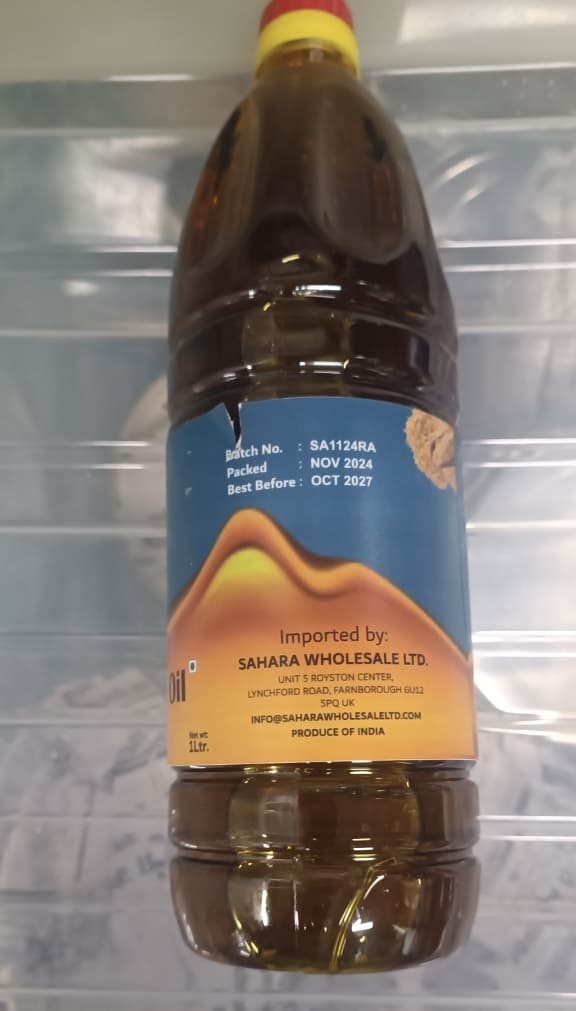 Batch No. : SA1124RA
Packed : NOV 2024
Best Before : OCT 2027
Imported by:
SAHARA WHOLESALE LTD.
UNIT 5 ROYSTON CENTER,
LYNCHFORD ROAD, FARNBOROUGH GU12
5PQ UK
INFO@SAHARAWHOLESALELTD.COM
PRODUCE OF INDIA
Oil
Net wt:
1Ltr.